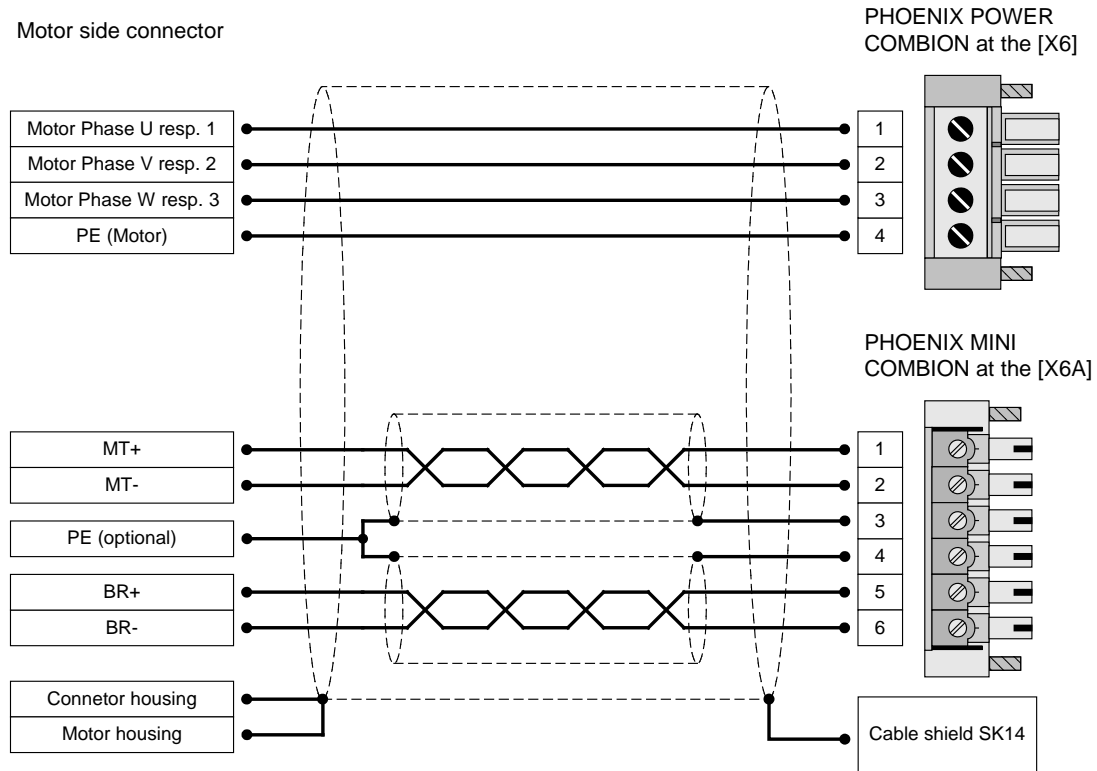 Motor side connector
PHOENIX POWER
COMBION at the [X6]
Motor Phase U resp. 1
1
Motor Phase V resp. 2
2
Motor Phase W resp. 3
3
PE (Motor)
4
PHOENIX MINI
COMBION at the [X6A]
MT+
1
MT-
2
3
PE (optional)
4
BR+
5
BR-
6
Connetor housing
Motor housing
Cable shield SK14